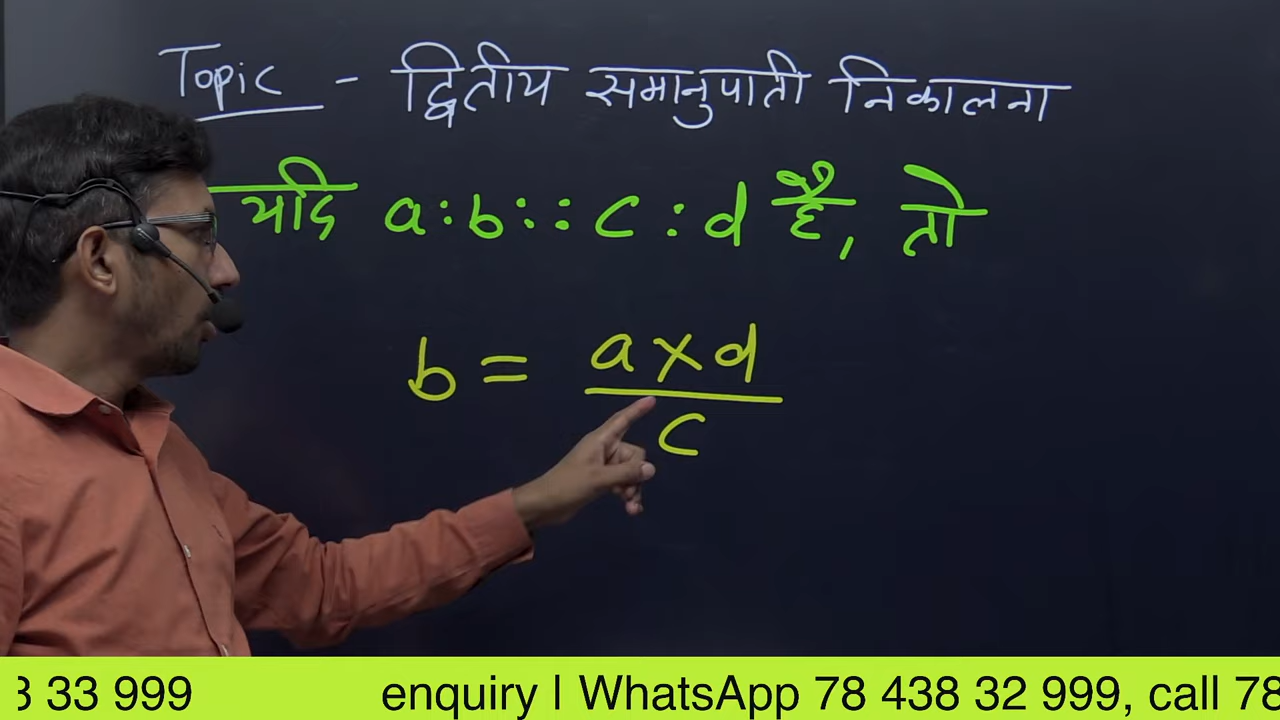 Topic - द्वितीय समानुपाती निकालना
यदि a:b::c:d है, तो
b = a×d
c
3 33 999 enquiry | WhatsApp 78 438 32 999, call 78